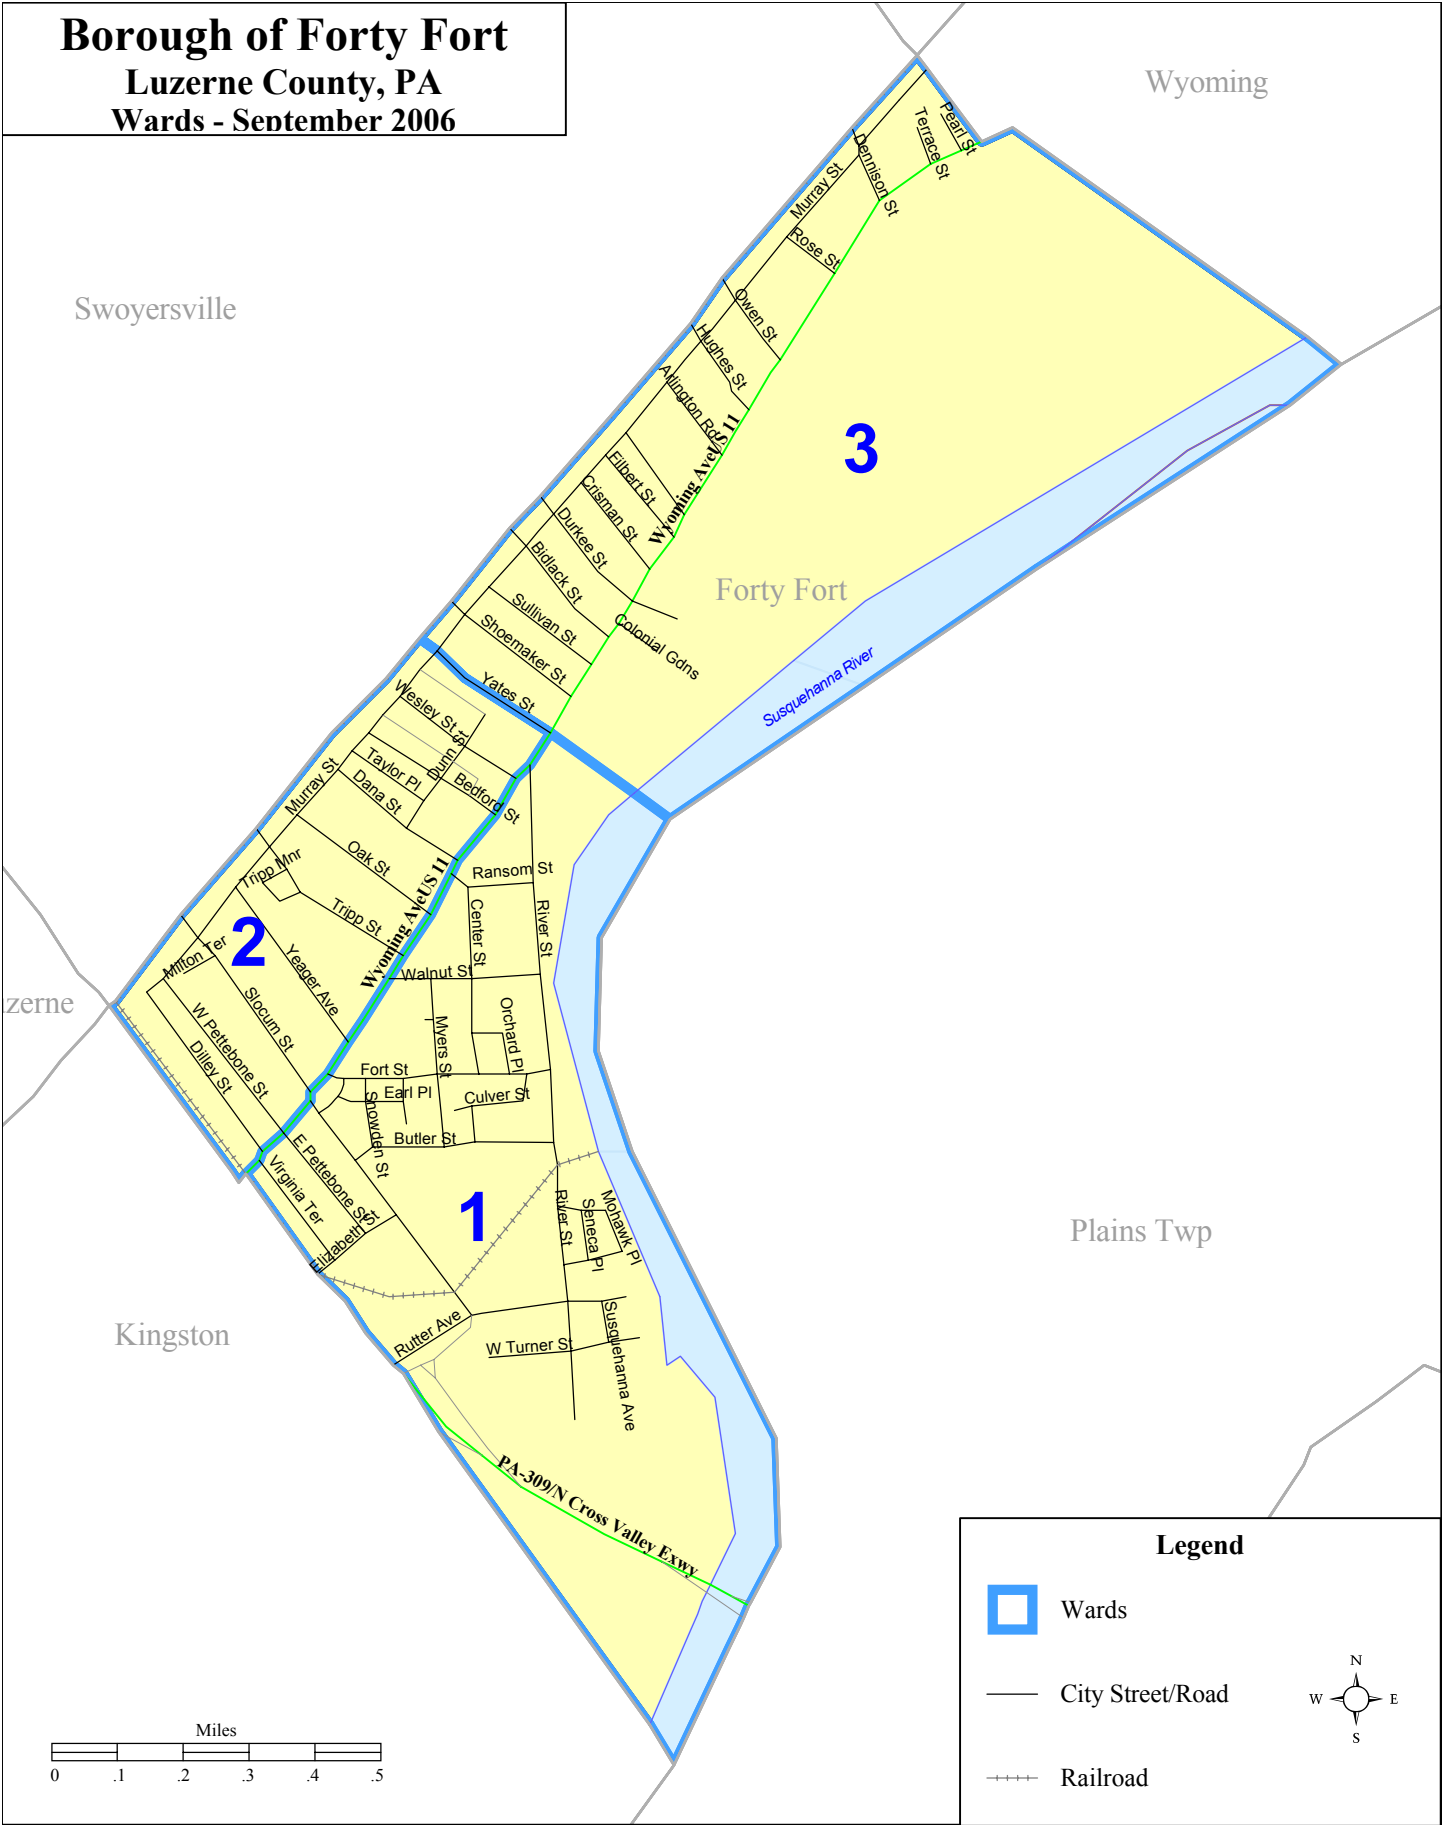 Borough of Forty Fort
Luzerne County, PA
Wards - September 2006
Wyoming
Pearl St
Terrace St
Dennison St
Murray St
Rose St
Swoyersville
Owen St
Hughes St
Arlington Rd
Wyoming Ave
US 11
3
Filbert St
Crisman St
Durkee St
Bidlack St
Forty Fort
Sullivan St
Colonial Gdns
Shoemaker St
Susquehanna River
Yates St
Wesley St
Dunn St
Taylor Pl
Bedford St
Dana St
Murray St
Oak St
Tripp Mnr
Ransom St
Wyoming Ave
US 11
Tripp St
Center St
River St
2
Milton Ter
Yeager Ave
Walnut St
zerne
Slocum St
W Pettebone St
Dilley St
Orchard Pl
Myers St
Fort St
Earl Pl
Culver St
Snowden St
Butler St
E Pettebone St
Virginia Ter
1
River St
Seneca Pl
Mohawk Pl
Elizabeth St
Plains Twp
Kingston
Rutter Ave
W Turner St
Susquehanna Ave
PA-309/N Cross Valley Exwy
Legend
Wards
City Street/Road
Railroad
N
W
E
S
Miles
0 .1 .2 .3 .4 .5